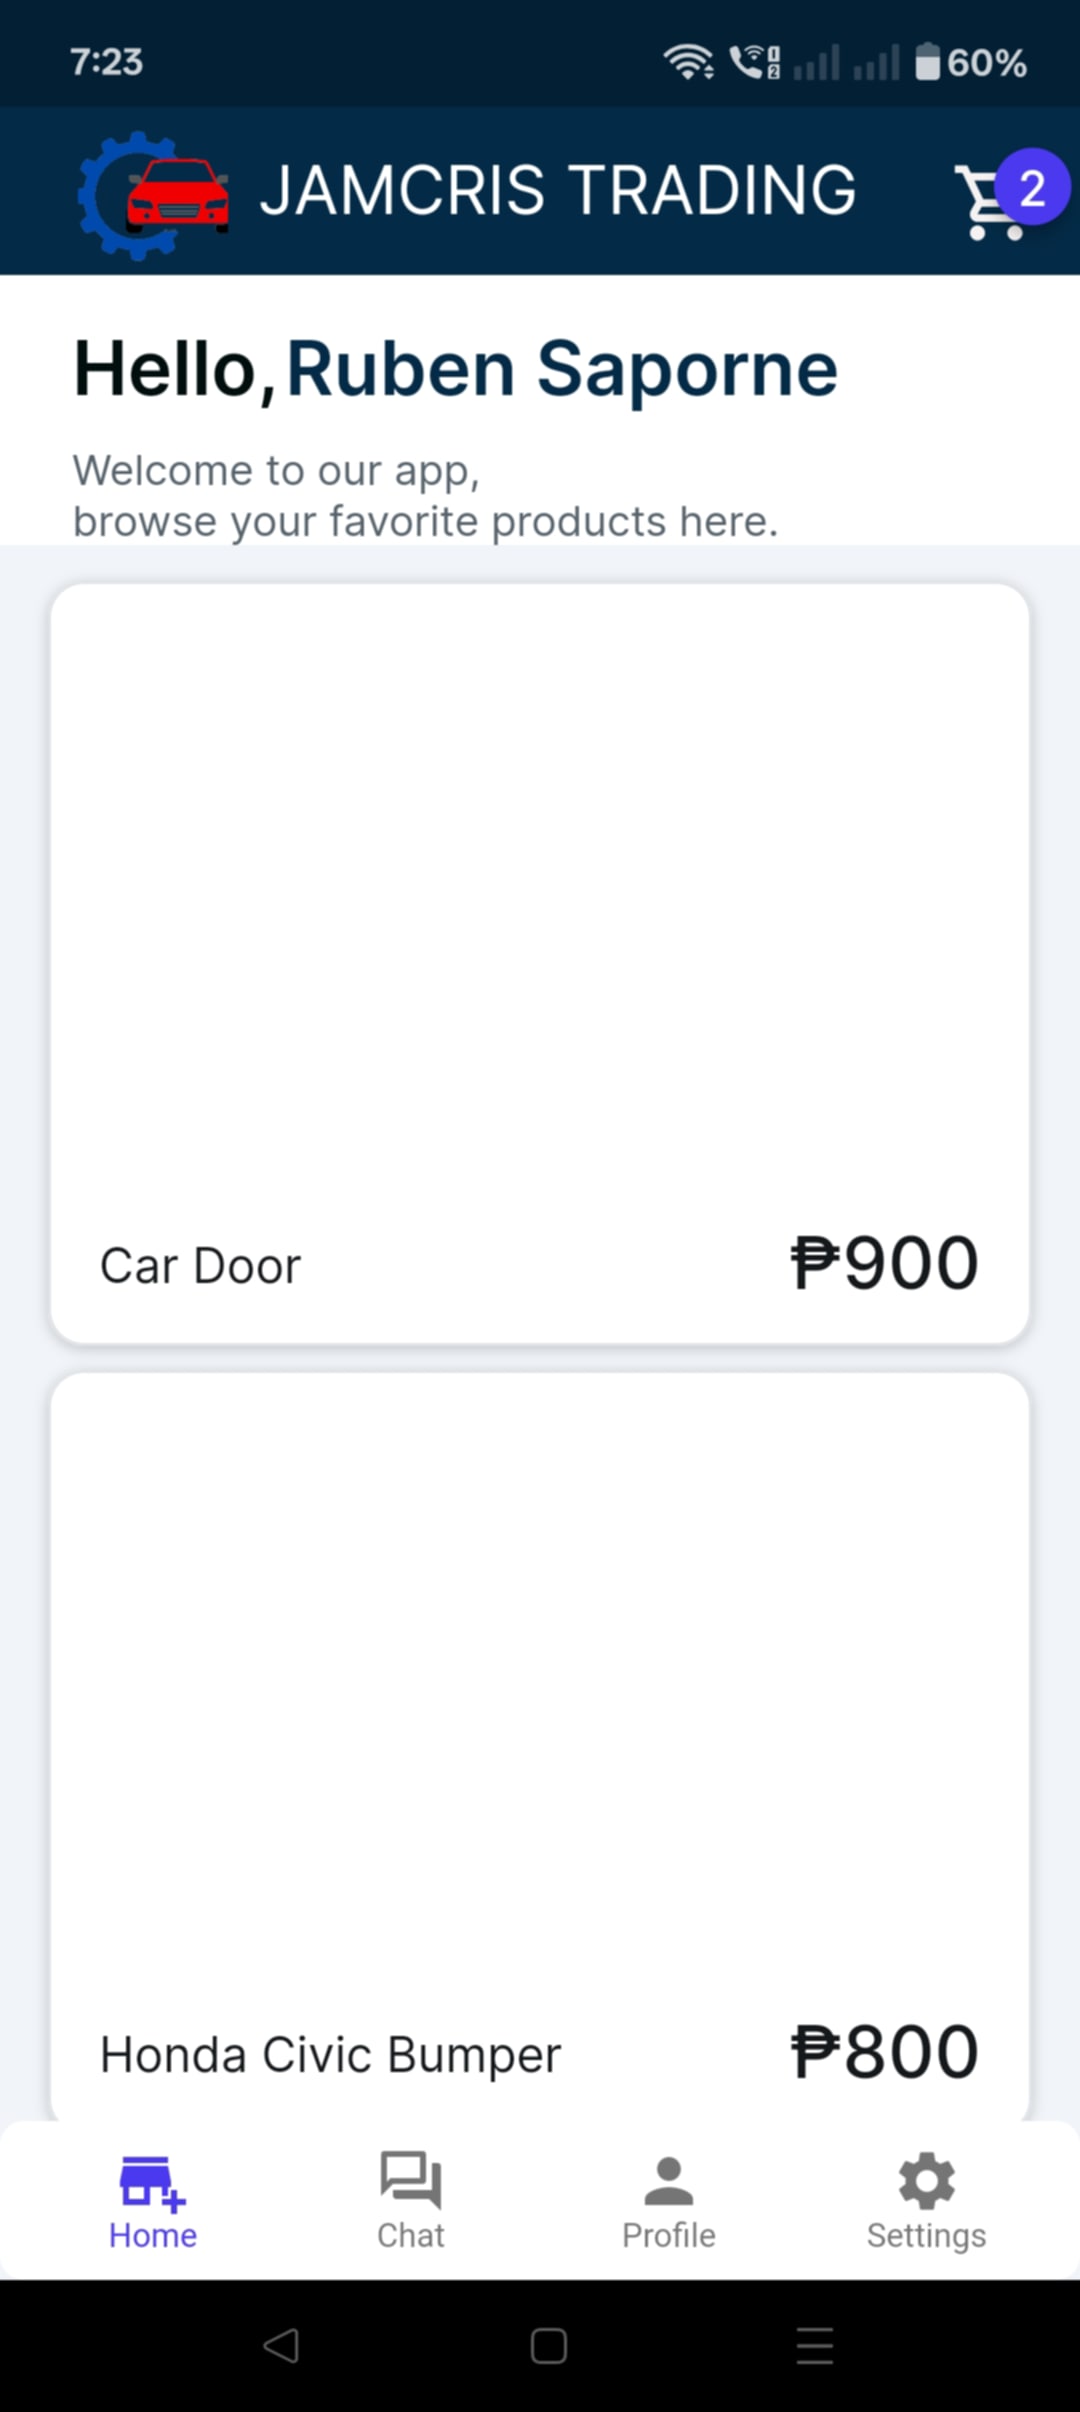 7:23
60%
JAMCRIS TRADING
2
Hello, Ruben Saporne
Welcome to our app,
browse your favorite products here.
Car Door
₱900
Honda Civic Bumper
₱800
Home
Chat
Profile
Settings